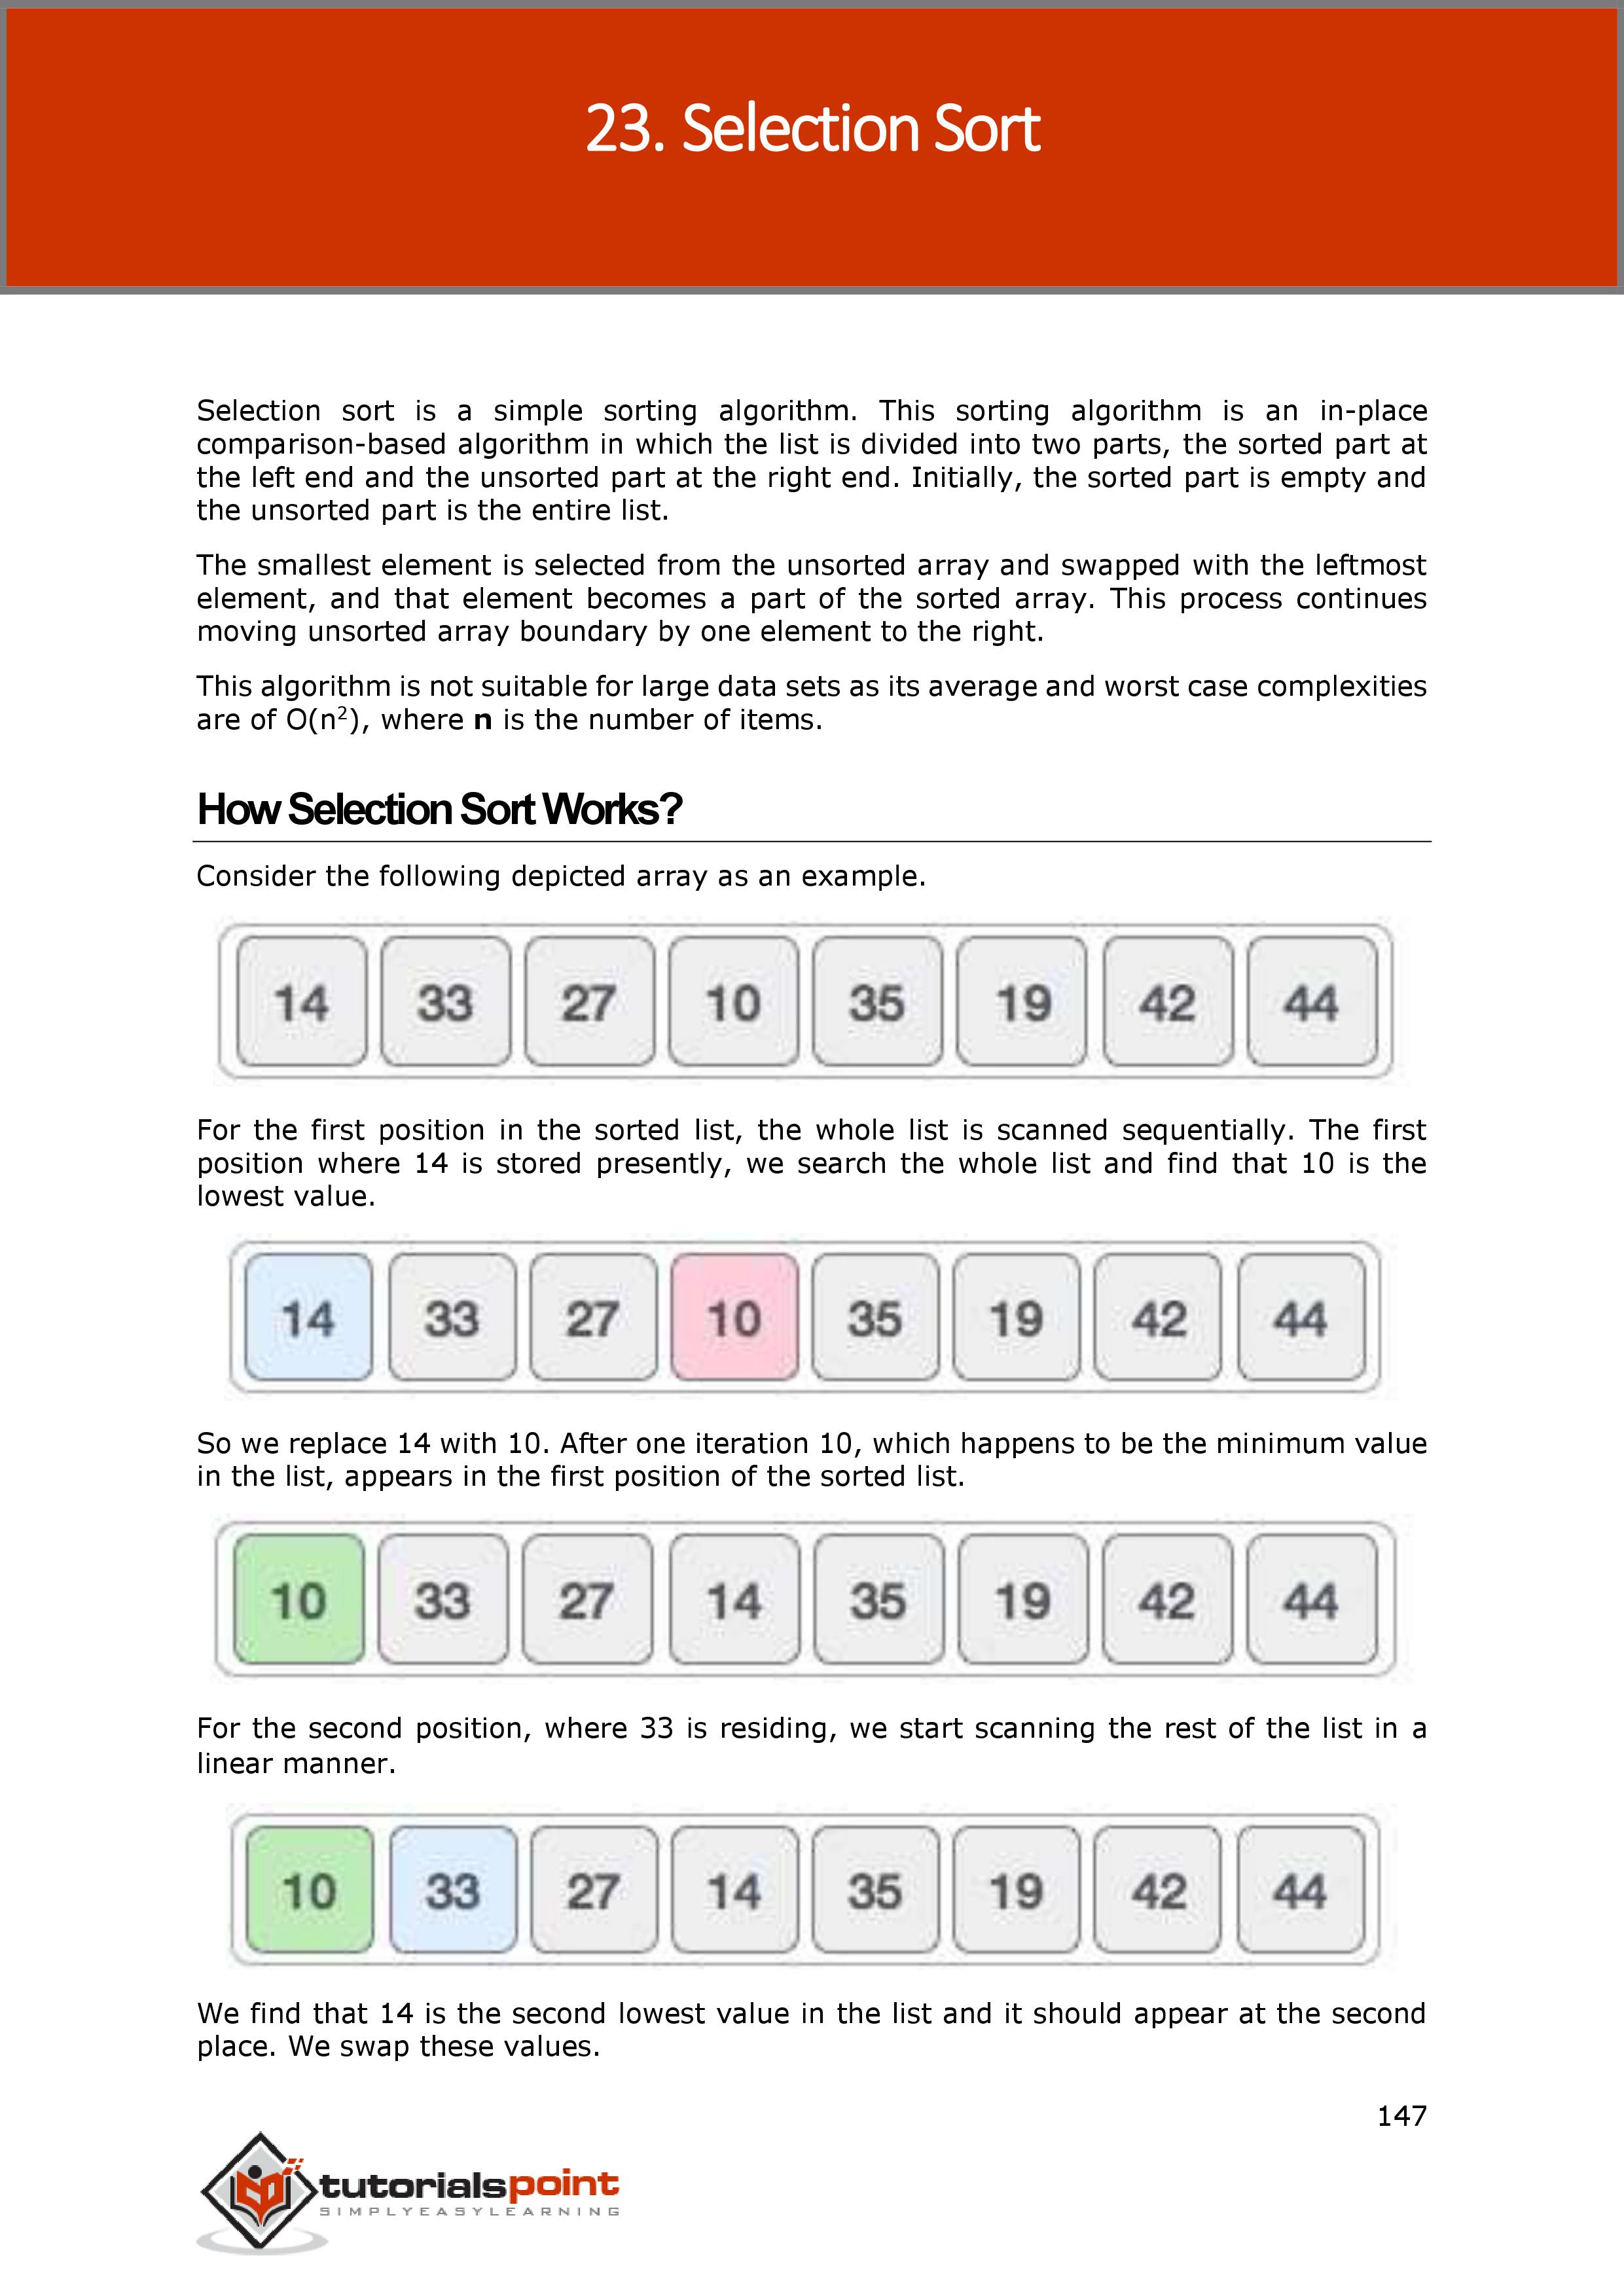 23. Selection Sort
Selection sort is a simple sorting algorithm. This sorting algorithm is an in-place
comparison-based algorithm in which the list is divided into two parts, the sorted part at
the left end and the unsorted part at the right end. Initially, the sorted part is empty and
the unsorted part is the entire list.
The smallest element is selected from the unsorted array and swapped with the leftmost
element, and that element becomes a part of the sorted array. This process continues
moving unsorted array boundary by one element to the right.
This algorithm is not suitable for large data sets as its average and worst case complexities
are of O(n²), where n is the number of items.
How Selection Sort Works?
Consider the following depicted array as an example.
14 33 27 10 35 19 42 44
For the first position in the sorted list, the whole list is scanned sequentially. The first
position where 14 is stored presently, we search the whole list and find that 10 is the
lowest value.
14 33 27 10 35 19 42 44
So we replace 14 with 10. After one iteration 10, which happens to be the minimum value
in the list, appears in the first position of the sorted list.
10 33 27 14 35 19 42 44
For the second position, where 33 is residing, we start scanning the rest of the list in a
linear manner.
10 33 27 14 35 19 42 44
We find that 14 is the second lowest value in the list and it should appear at the second
place. We swap these values.
147
tutorialspoint
SIMPLYEASYLEARNING